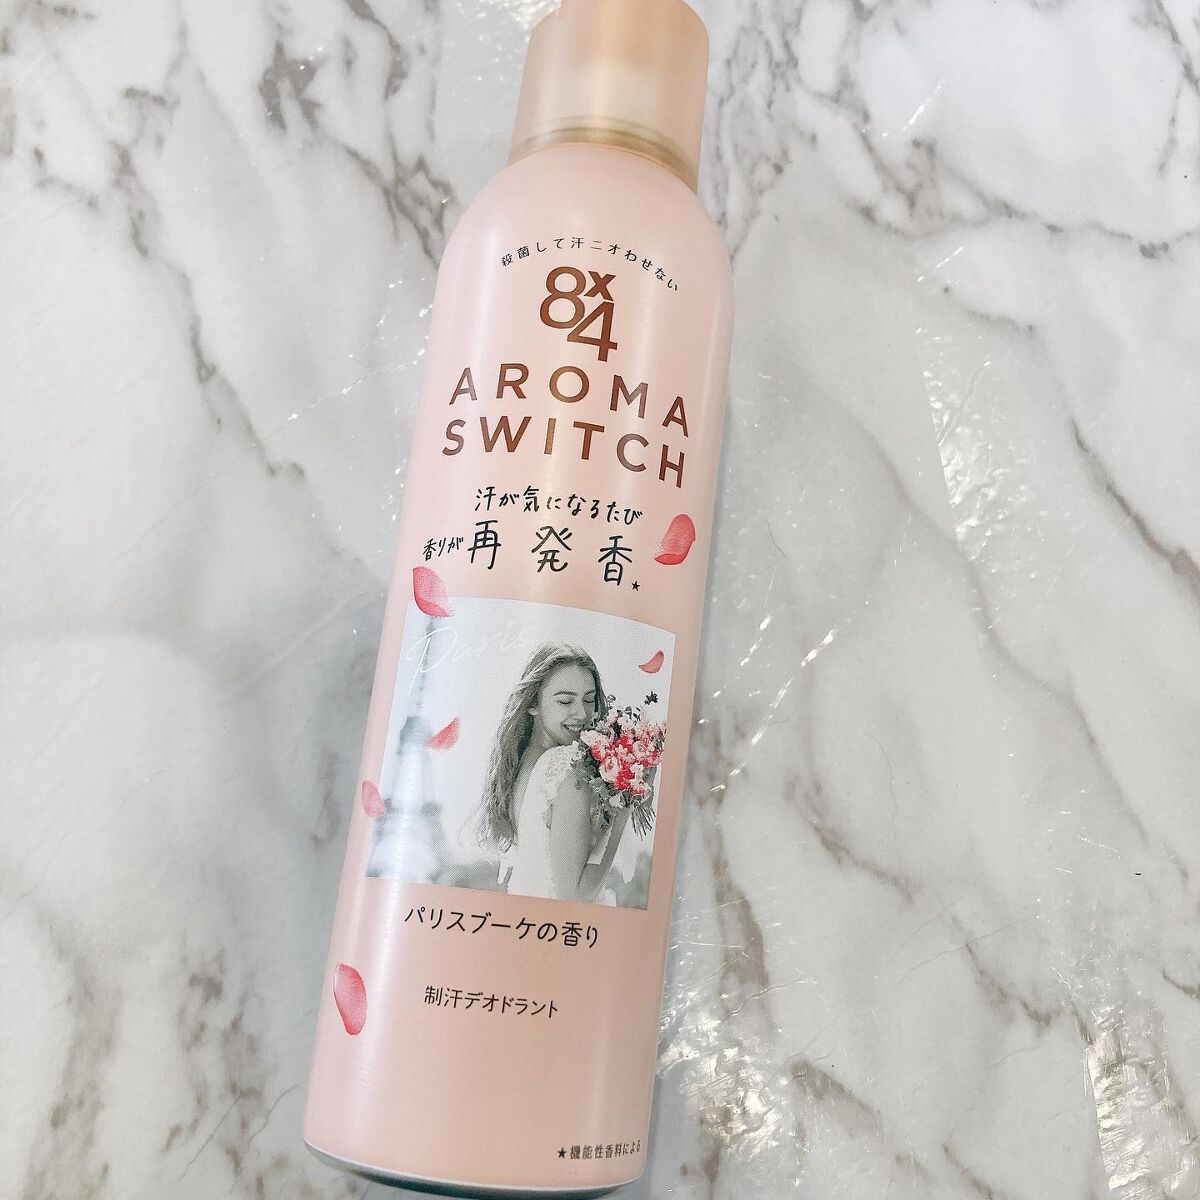 殺菌して汗ニオわせない
8x4
AROMA
SWITCH
汗が気になるたび
香りが再発香★
Paris
パリスブーケの香り
制汗デオドラント
★機能性香料による